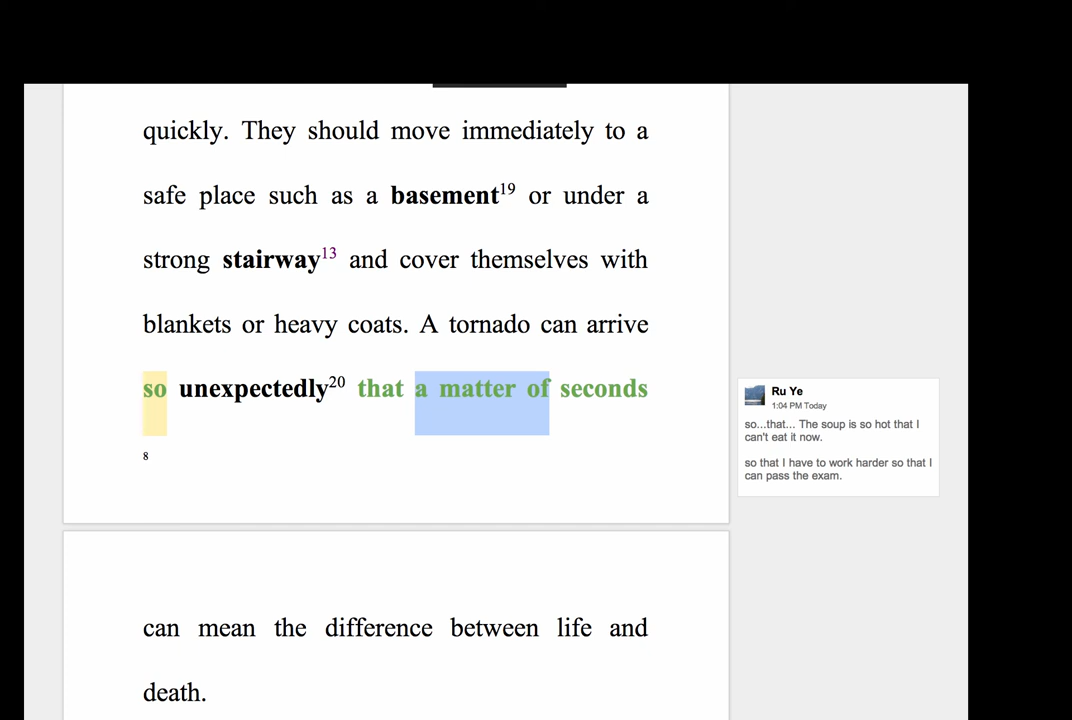 quickly. They should move immediately to a
safe place such as a basement19 or under a
strong stairway13 and cover themselves with
blankets or heavy coats. A tornado can arrive
so unexpectedly20 that a matter of seconds
8
Ru Ye
1:04 PM Today
so...that... The soup is so hot that I
can't eat it now.
so that I have to work harder so that I
can pass the exam.
can mean the difference between life and
death.